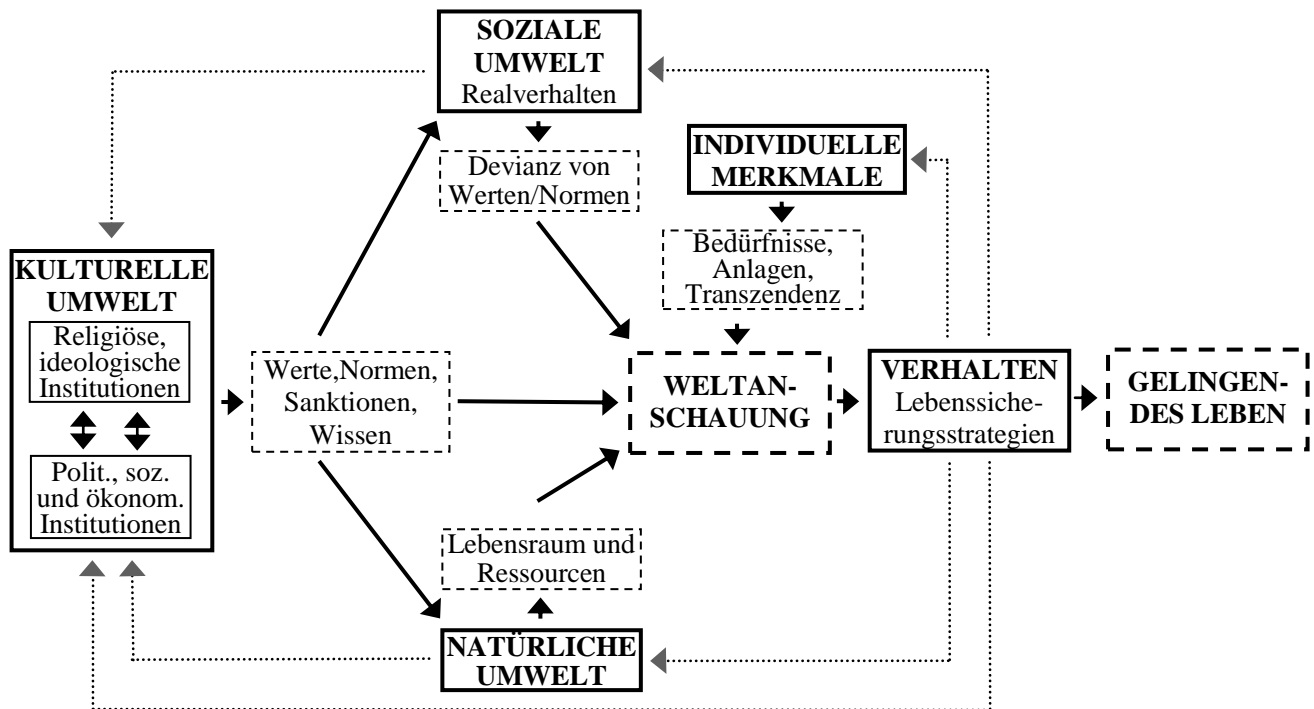 SOZIALE
UMWELT
Realverhalten
Devianz von
Werten/Normen
INDIVIDUELLE
MERKMALE
Bedürfnisse,
Anlagen,
Transzendenz
KULTURELLE
UMWELT
Religiöse,
ideologische
Institutionen
Polit., soz.
und ökonom.
Institutionen
Werte,Normen,
Sanktionen,
Wissen
WELTAN-
SCHAUUNG
VERHALTEN
Lebenssiche-
rungsstrategien
GELINGEN-
DES LEBEN
Lebensraum und
Ressourcen
NATÜRLICHE
UMWELT